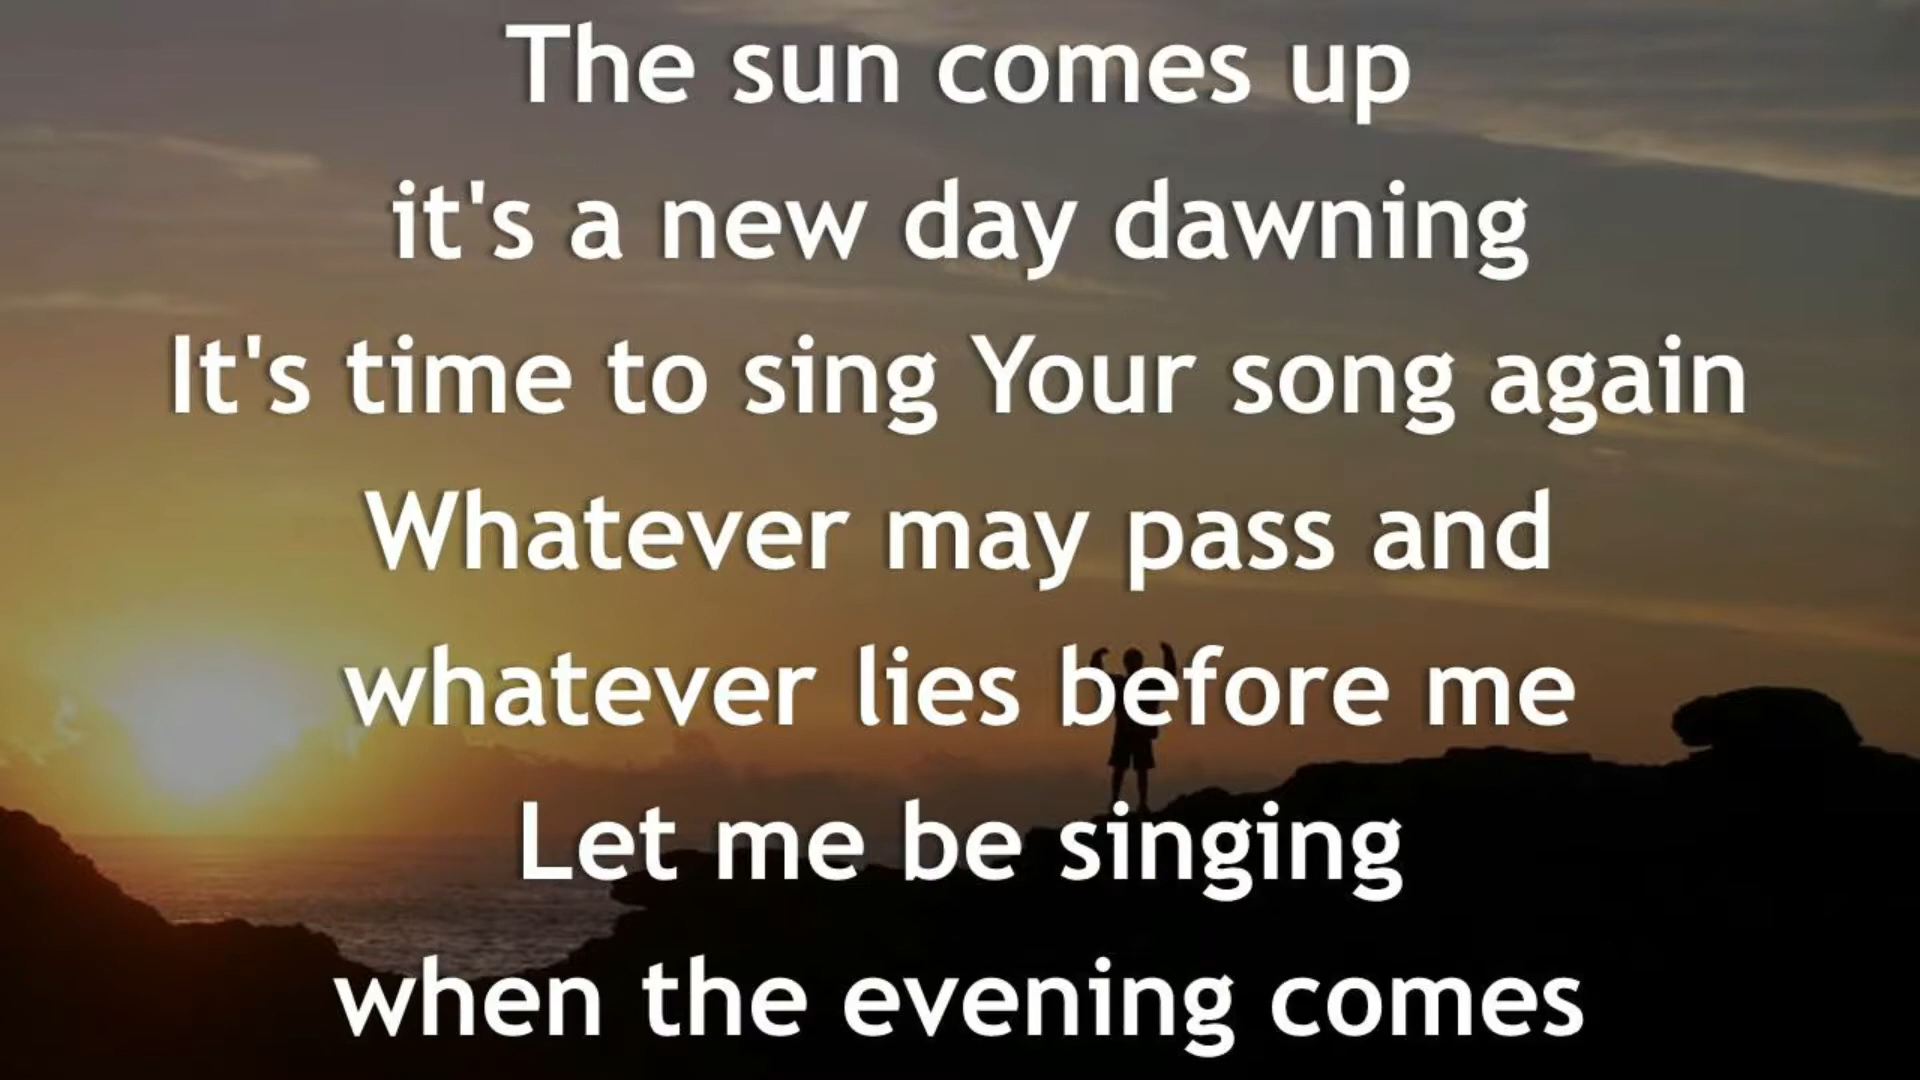 The sun comes up
it's a new day dawning
It's time to sing Your song again
Whatever may pass and
whatever lies before me
Let me be singing
when the evening comes